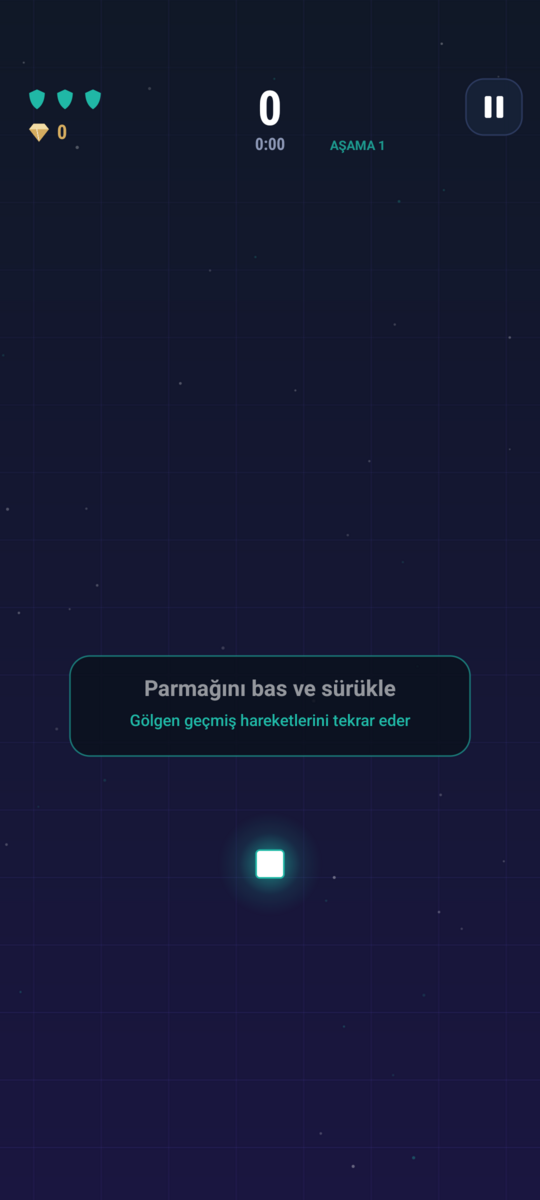 0
0
0:00
AŞAMA 1
Parmağını bas ve sürükle
Gölgen geçmiş hareketlerini tekrar eder